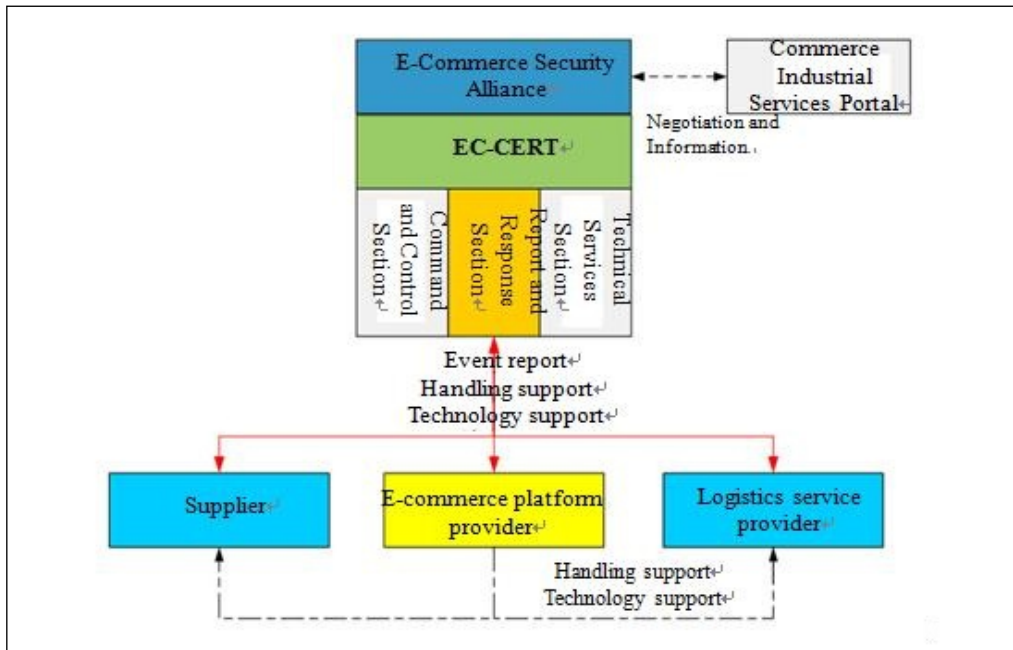 E-Commerce Security
Alliance
Commerce
Industrial
Services Portal
Negotiation and
Information.
EC-CERT
Command
and Control
Section
Report and
Response
Section
Technical
Services
Section
Event report
Handling support
Technology support
Supplier
E-commerce platform
provider
Logistics service
provider
Handling support
Technology support